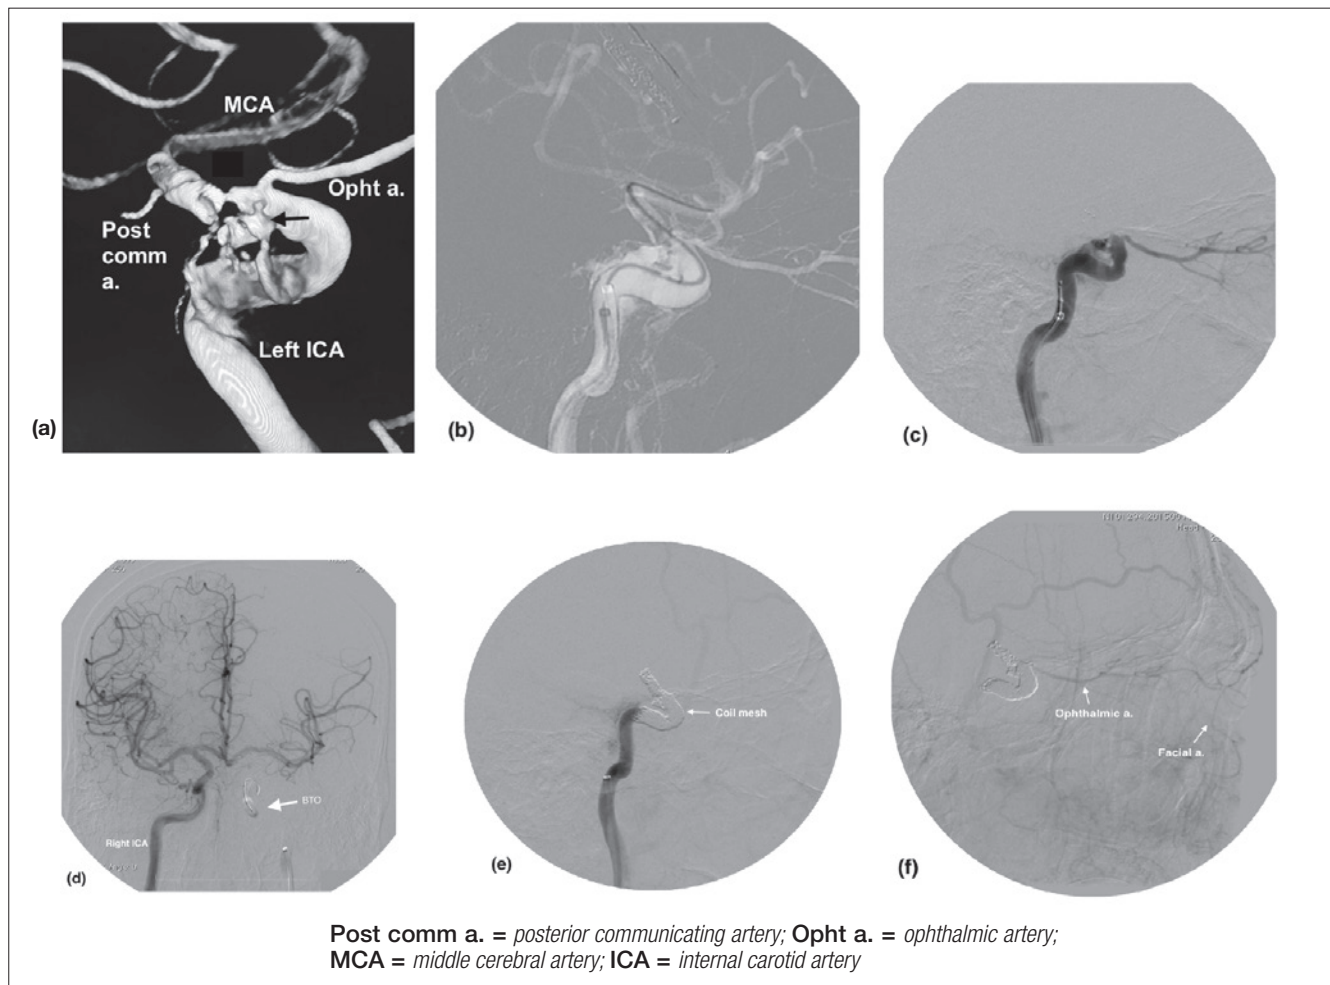 MCA
Opht a.
Post
comm
a.
Left ICA
(a)
(b)
(c)
BTO
Right ICA
(d)
Coil mesh
(e)
Ophthalmic a.
Facial a.
(f)
Post comm a. = posterior communicating artery; Opht a. = ophthalmic artery;
MCA = middle cerebral artery; ICA = internal carotid artery